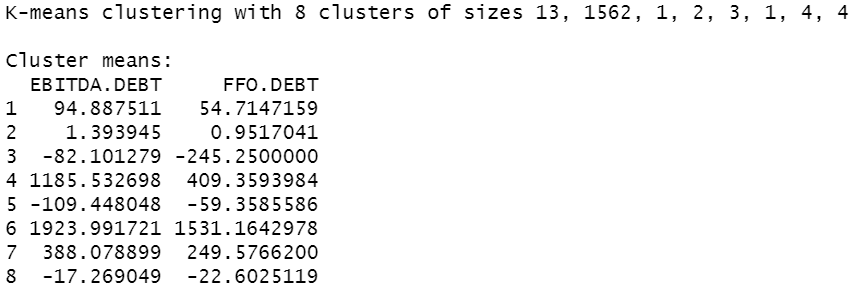 K-means clustering with 8 clusters of sizes 13, 1562, 1, 2, 3, 1, 4, 4
Cluster means:
EBITDA.DEBT FFO.DEBT
1 94.887511 54.7147159
2 1.393945 0.9517041
3 -82.101279 -245.2500000
4 1185.532698 409.3593984
5 -109.448048 -59.3585586
6 1923.991721 1531.1642978
7 388.078899 249.5766200
8 -17.269049 -22.6025119